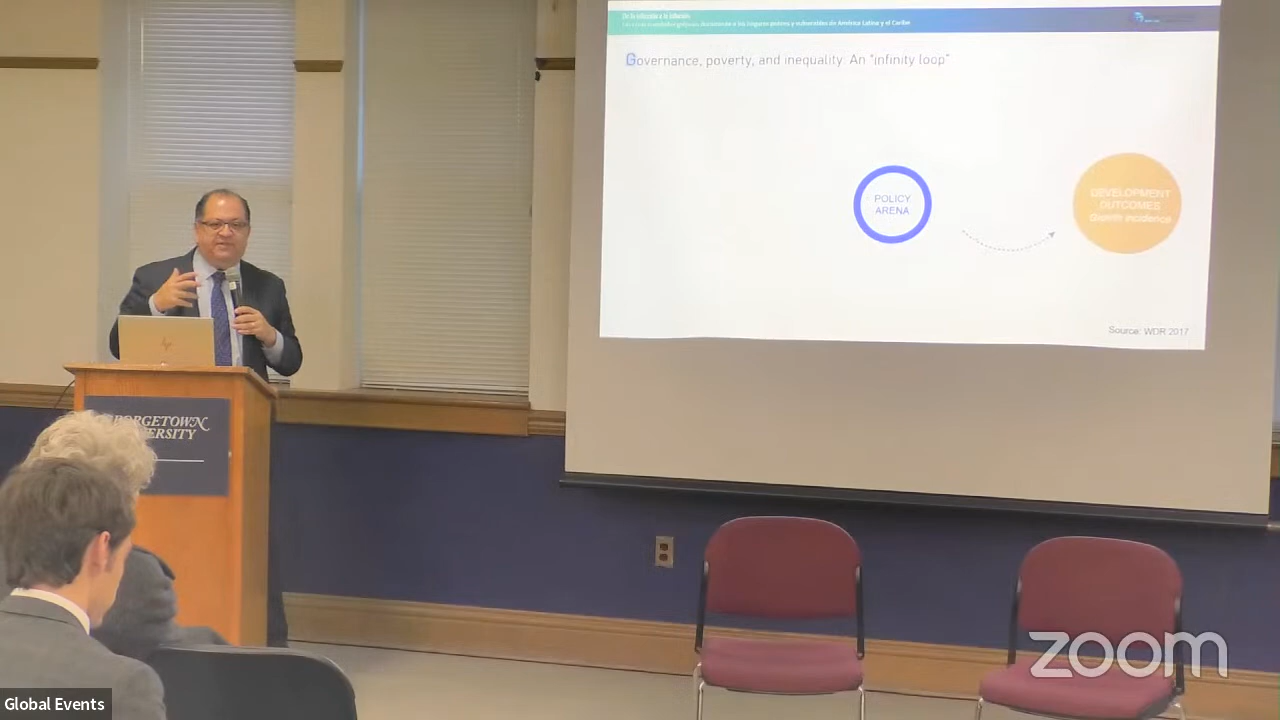 Governance, poverty, and inequality: An "infinity loop"
POLICY
ARENA
DEVELOPMENT
OUTCOMES
Growth incidence
Source: WDR 2017
GEORGETOWN
UNIVERSITY
zoom
Global Events